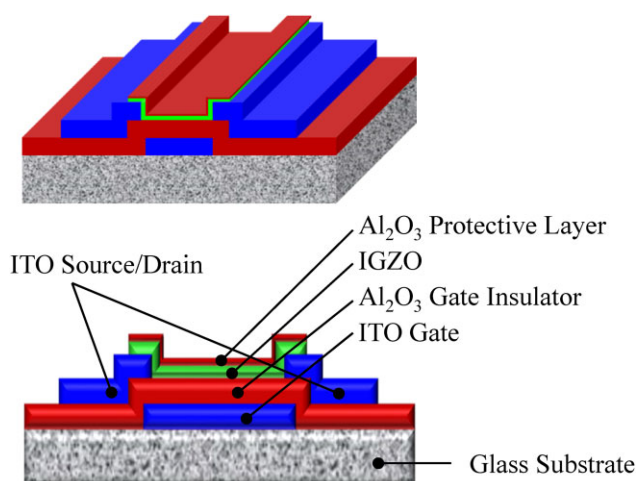 Al₂O₃ Protective Layer
ITO Source/Drain
IGZO
Al₂O₃ Gate Insulator
ITO Gate
Glass Substrate